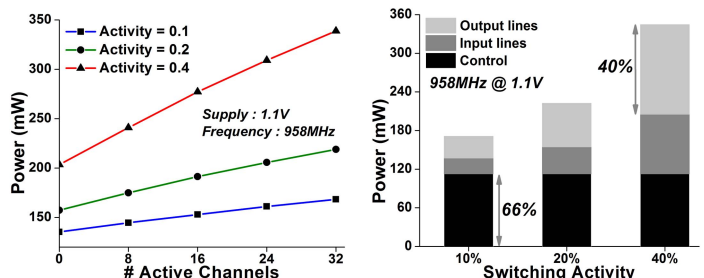 Activity = 0.1
Activity = 0.2
Activity = 0.4
Supply : 1.1V
Frequency : 958MHz
Power (mW)
350
300
250
200
150
0
8
16
24
32
# Active Channels
Output lines
Input lines
Control
958MHz @ 1.1V
40%
66%
Power (mW)
360
300
240
180
120
60
0
10%
20%
40%
Switching Activity